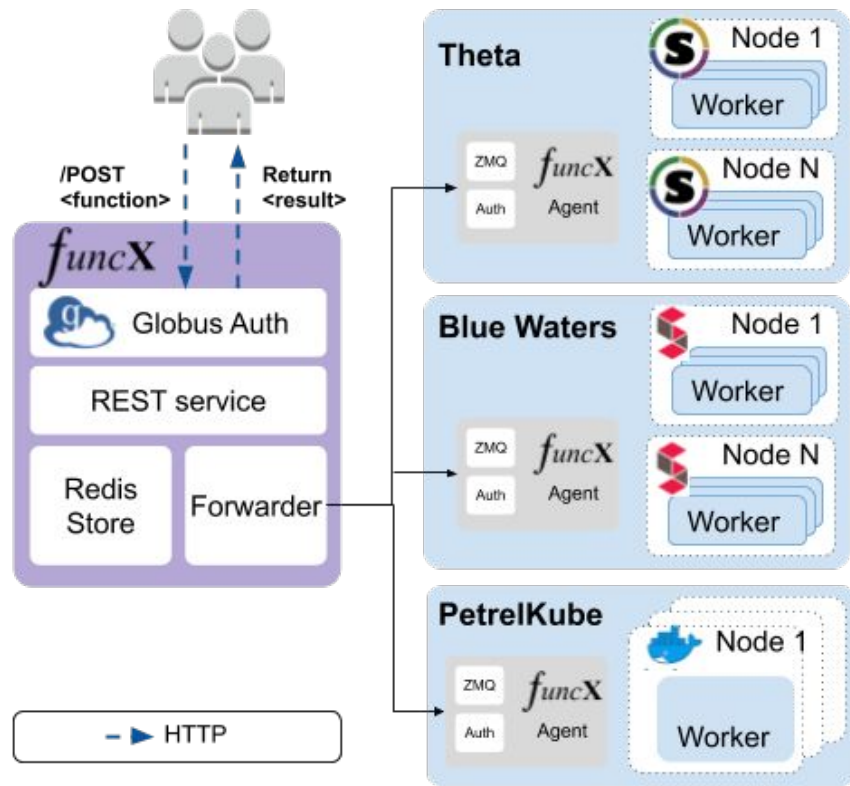 /POST
<function>
Return
<result>
funcX
Globus Auth
REST service
Redis
Store
Forwarder
HTTP
Theta
ZMQ
Auth
funcX
Agent
Node 1
Worker
Node N
Worker
Blue Waters
ZMQ
Auth
funcX
Agent
Node 1
Worker
Node N
Worker
PetrelKube
ZMQ
Auth
funcX
Agent
Node 1
Worker